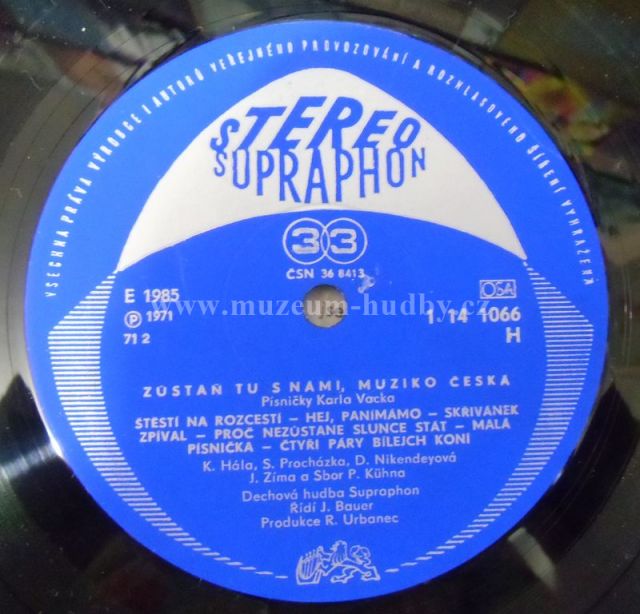 VŠECHNA PRÁVA VÝROBCE I AUTORŮ VEŘEJNÉHO PROVOZOVÁNÍ A ROZHLASOVÉHO ŠÍŘENÍ VYHRAŽENA
STEREO
SUPRAPHON
33
ČSN 36 8413
E 1985
Ⓟ 1971
71 2
OSA
1 14 1066
H
www.muzeum-hudby.cz
ZŮSTAŇ TU S NÁMI, MUZIKO ČESKÁ
Písničky Karla Vacka
ŠTĚSTÍ NA ROZCESTÍ – HEJ, PANÍMÁMO – SKŘIVÁNEK
ZPÍVAL – PROČ NEZŮSTANE SLUNCE STÁT – MALÁ
PÍSNIČKA – ČTYŘI PÁRY BÍLEJCH KONÍ
K. Hála, S. Procházka, D. Nikendeyová
J. Zíma a Sbor P. Kühna
Dechová hudba Supraphon
Řídí J. Bauer
Produkce R. Urbanec